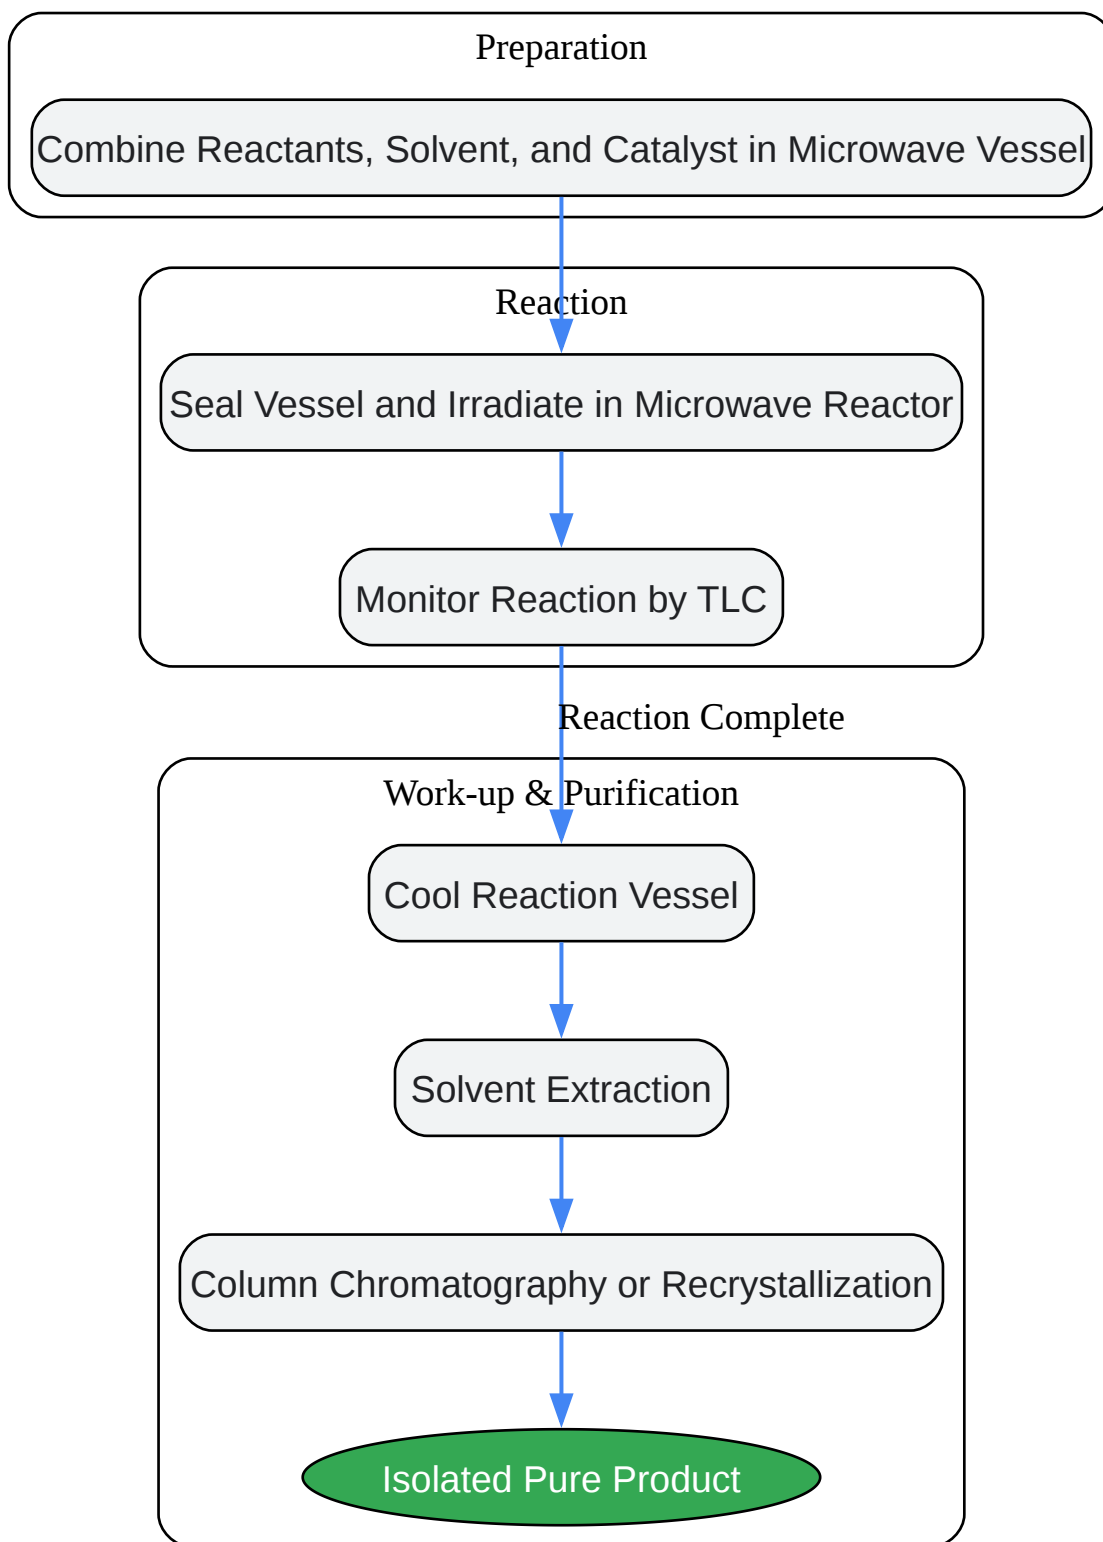 Preparation
Combine Reactants, Solvent, and Catalyst in Microwave Vessel
Reaction
Seal Vessel and Irradiate in Microwave Reactor
Monitor Reaction by TLC
Reaction Complete
Work-up & Purification
Cool Reaction Vessel
Solvent Extraction
Column Chromatography or Recrystallization
Isolated Pure Product